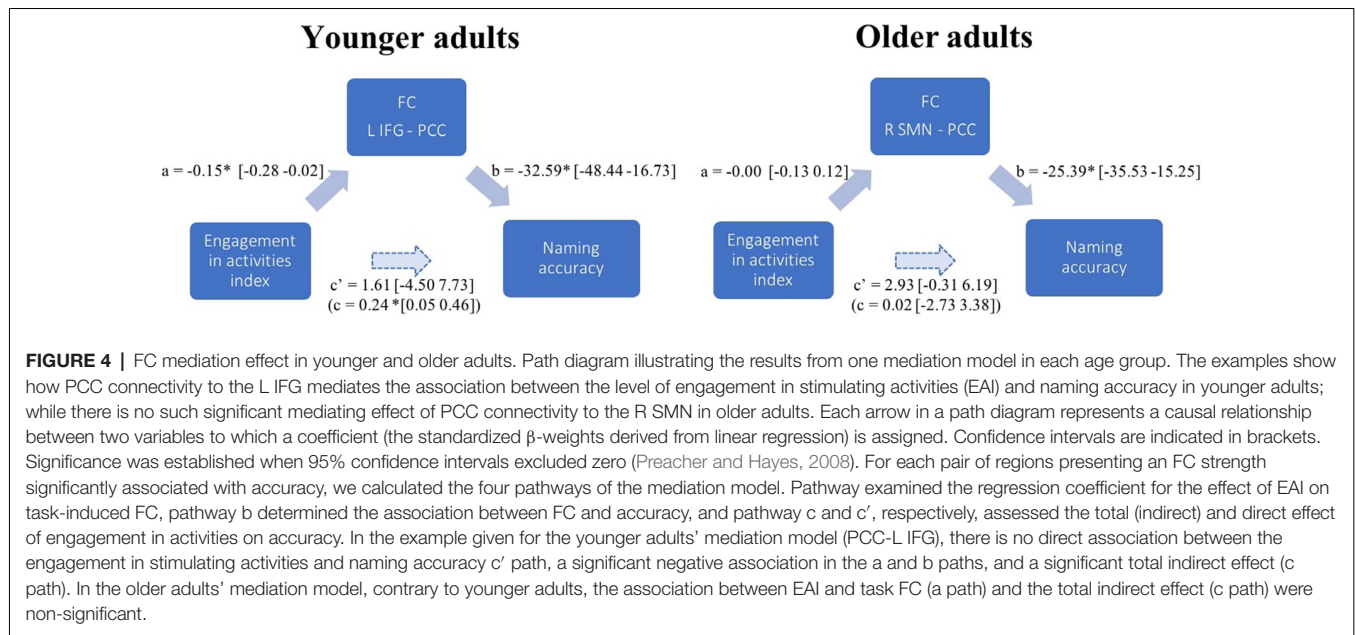 Younger adults
FC
L IFG - PCC
a = -0.15* [-0.28 -0.02]
b = -32.59* [-48.44 -16.73]
Engagement
in activities
index
Naming
accuracy
c' = 1.61 [-4.50 7.73]
(c = 0.24 *[0.05 0.46])
Older adults
FC
R SMN - PCC
a = -0.00 [-0.13 0.12]
b = -25.39* [-35.53 -15.25]
Engagement
in activities
index
Naming
accuracy
c' = 2.93 [-0.31 6.19]
(c = 0.02 [-2.73 3.38])
FIGURE 4 | FC mediation effect in younger and older adults. Path diagram illustrating the results from one mediation model in each age group. The examples show
how PCC connectivity to the L IFG mediates the association between the level of engagement in stimulating activities (EAI) and naming accuracy in younger adults;
while there is no such significant mediating effect of PCC connectivity to the R SMN in older adults. Each arrow in a path diagram represents a causal relationship
between two variables to which a coefficient (the standardized β-weights derived from linear regression) is assigned. Confidence intervals are indicated in brackets.
Significance was established when 95% confidence intervals excluded zero (Preacher and Hayes, 2008). For each pair of regions presenting an FC strength
significantly associated with accuracy, we calculated the four pathways of the mediation model. Pathway examined the regression coefficient for the effect of EAI on
task-induced FC, pathway b determined the association between FC and accuracy, and pathway c and c′, respectively, assessed the total (indirect) and direct effect
of engagement in activities on accuracy. In the example given for the younger adults' mediation model (PCC-L IFG), there is no direct association between the
engagement in stimulating activities and naming accuracy c′ path, a significant negative association in the a and b paths, and a significant total indirect effect (c
path). In the older adults' mediation model, contrary to younger adults, the association between EAI and task FC (a path) and the total indirect effect (c path) were
non-significant.